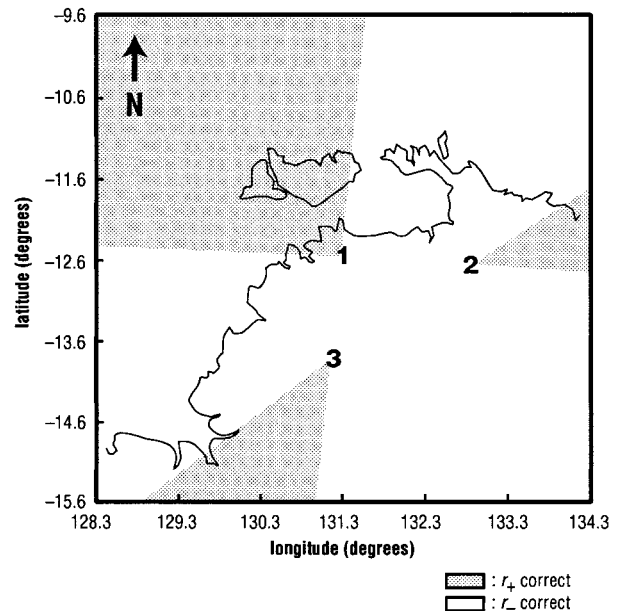 −9.6
−10.6
−11.6
−12.6
−13.6
−14.6
−15.6
latitude (degrees)
N
1
2
3
128.3 129.3 130.3 131.3 132.3 133.3 134.3
longitude (degrees)
: r+ correct
: r− correct